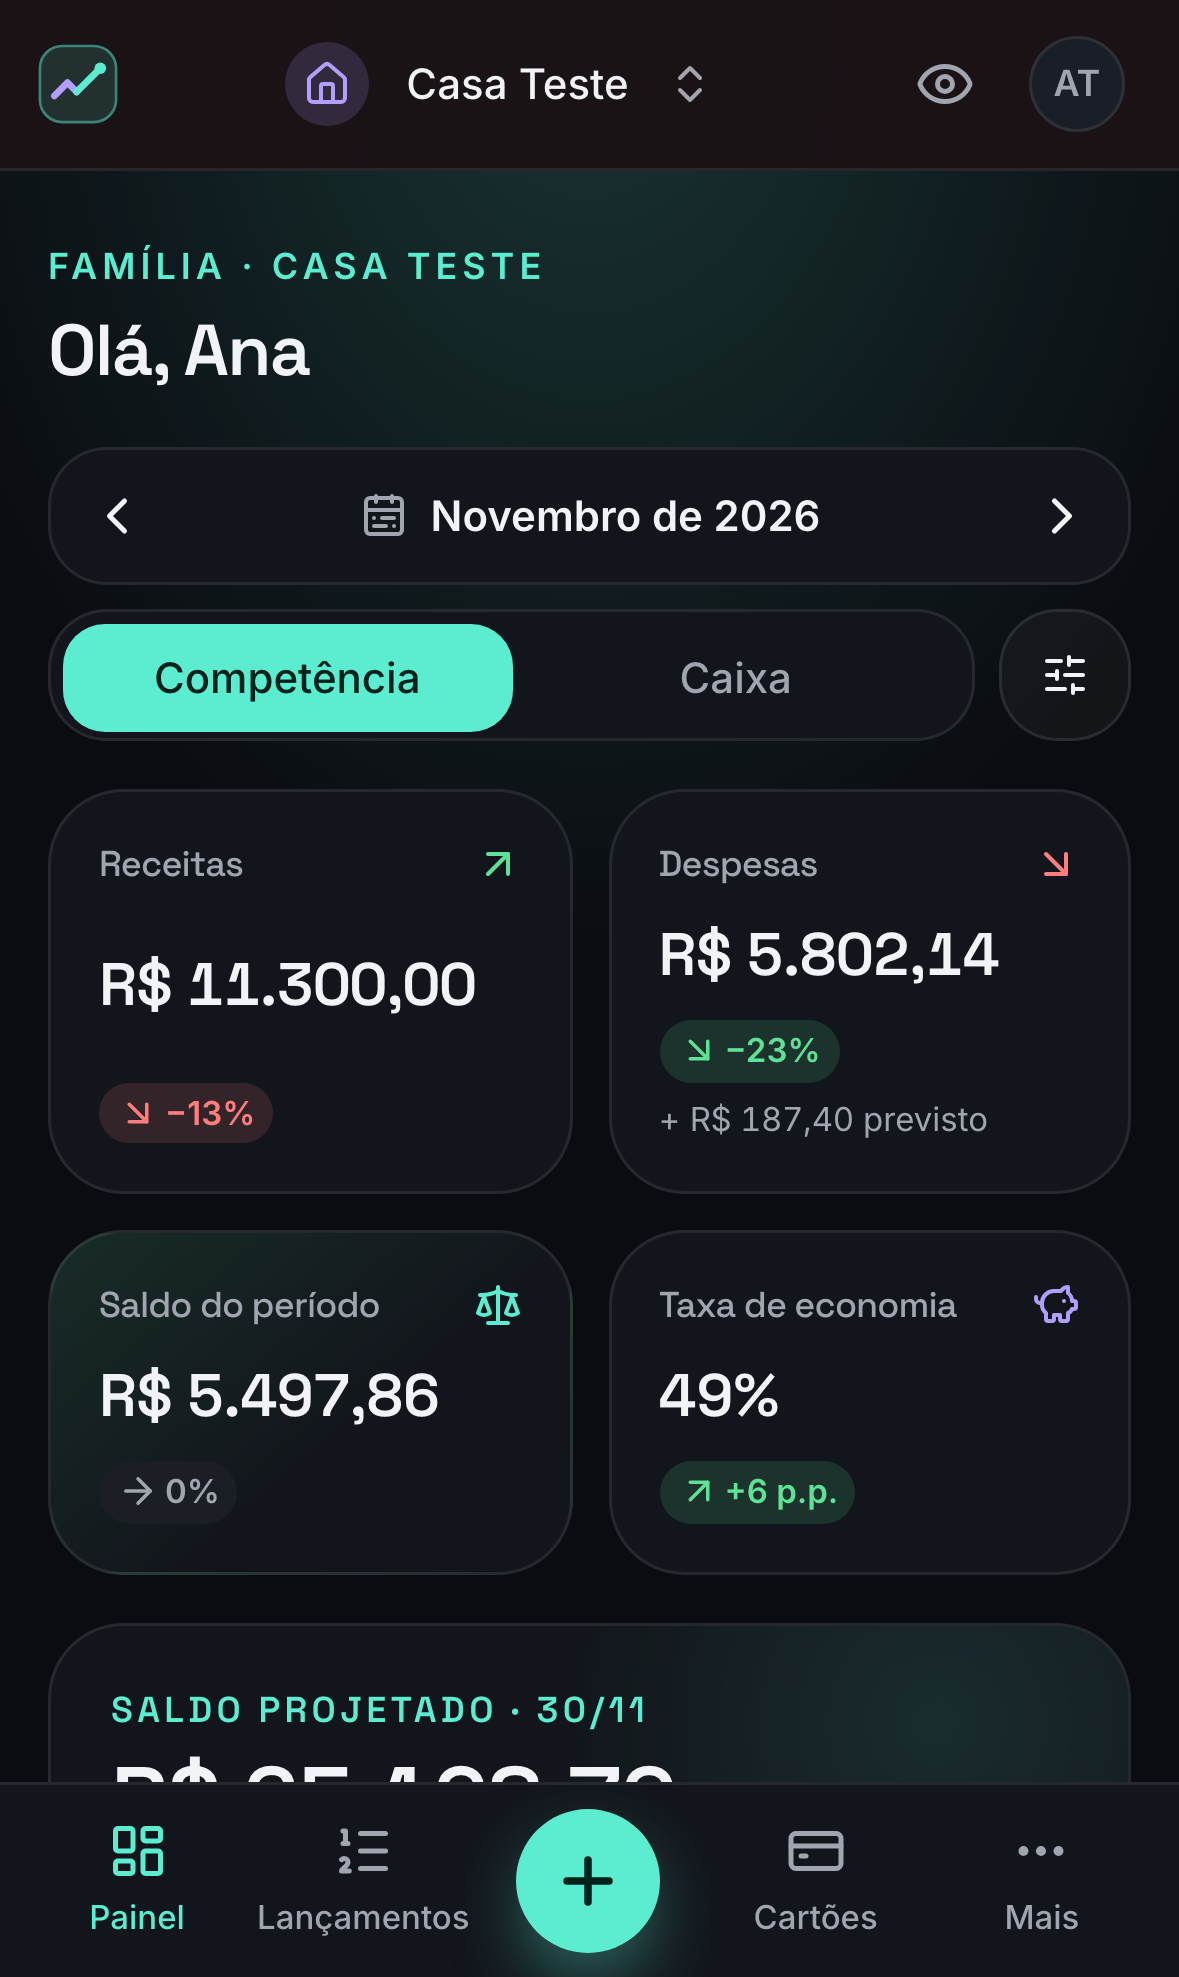 Casa Teste
AT
FAMÍLIA · CASA TESTE
Olá, Ana
Novembro de 2026
Competência
Caixa
Receitas
R$ 11.300,00
−13%
Despesas
R$ 5.802,14
−23%
+ R$ 187,40 previsto
Saldo do período
R$ 5.497,86
0%
Taxa de economia
49%
+6 p.p.
SALDO PROJETADO · 30/11
Painel
Lançamentos
Cartões
Mais